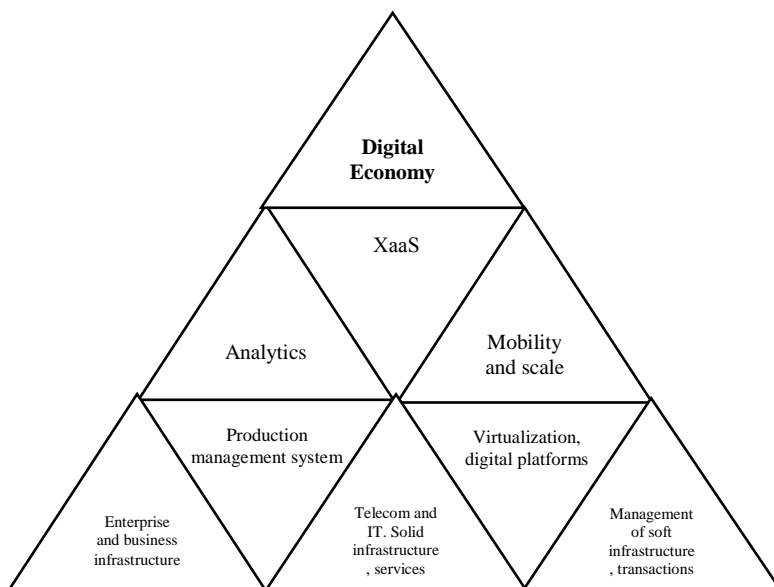 Digital
Economy
XaaS
Analytics
Mobility
and scale
Production
management system
Virtualization,
digital platforms
Enterprise
and business
infrastructure
Telecom and
IT. Solid
infrastructure
, services
Management
of soft
infrastructure
, transactions